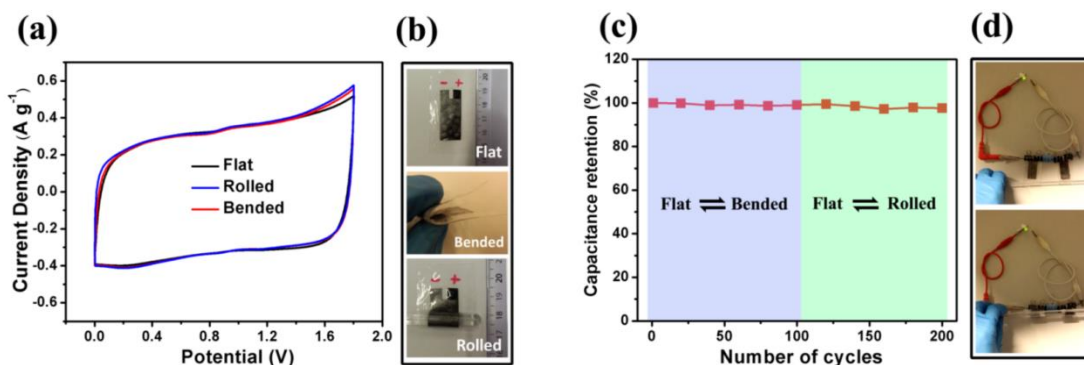 (a)
Current Density (A g⁻¹)
0.6
0.4
0.2
0.0
-0.2
-0.4
-0.6
Flat
Rolled
Bended
0.0 0.4 0.8 1.2 1.6 2.0
Potential (V)
(b)
- +
Flat
Bended
- +
Rolled
(c)
Capacitance retention (%)
120
100
80
60
40
20
0
Flat ⇌ Bended Flat ⇌ Rolled
0 50 100 150 200
Number of cycles
(d)